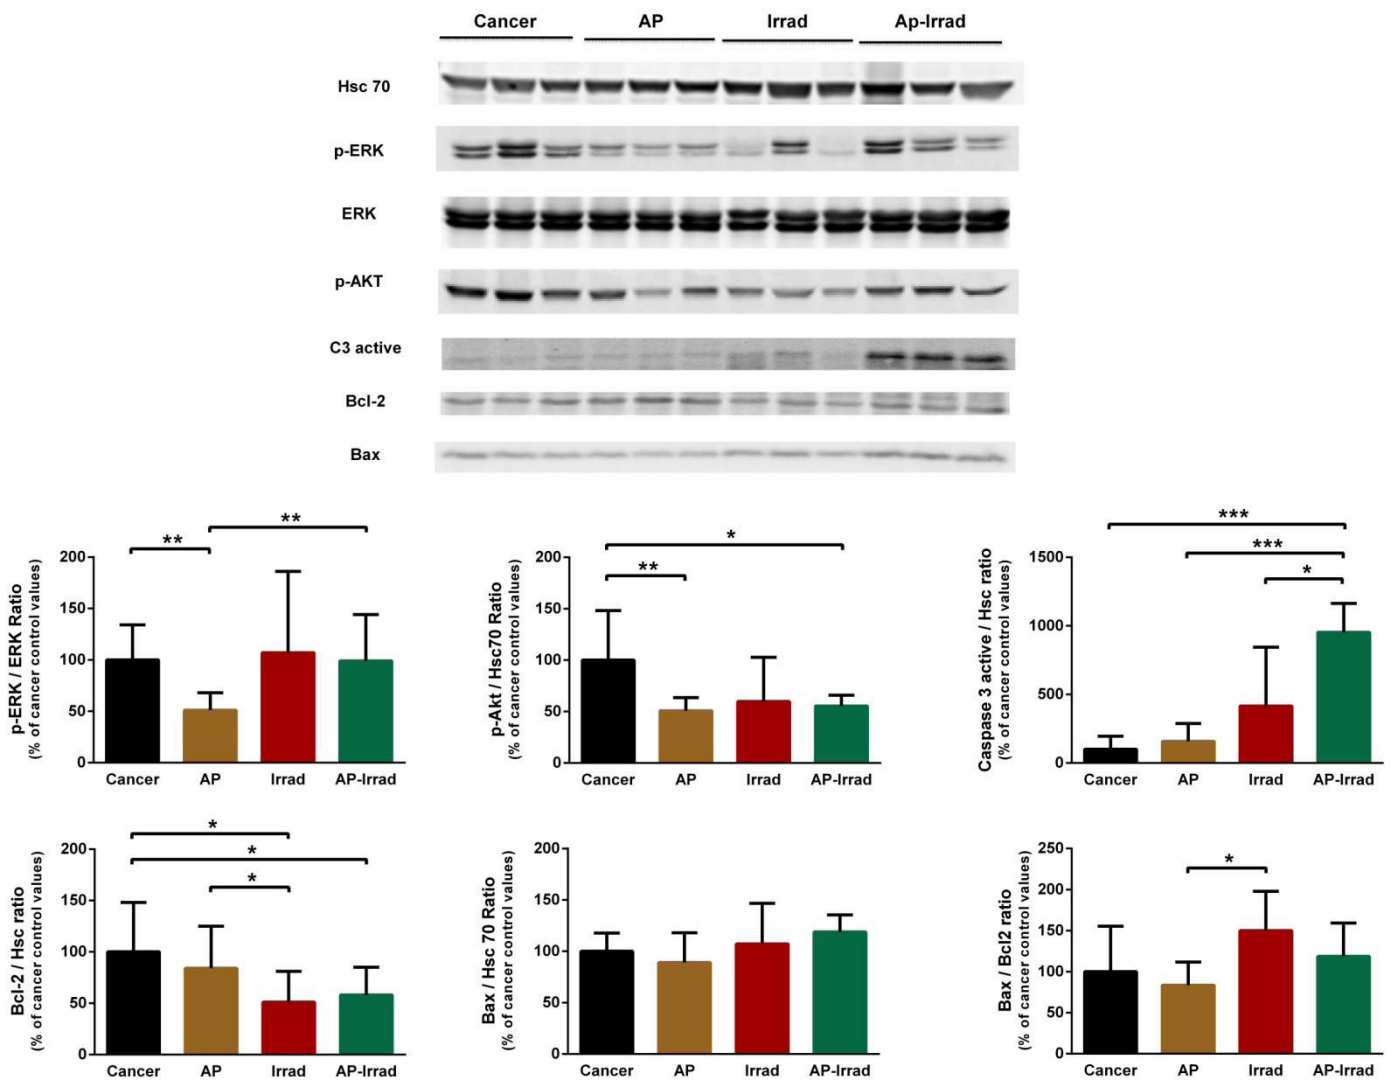 Cancer AP Irrad Ap-Irrad
Hsc 70
p-ERK
ERK
p-AKT
C3 active
Bcl-2
Bax
** **
p-ERK / ERK Ratio
(% of cancer control values)
200
150
100
50
0
Cancer AP Irrad AP-Irrad
*
**
p-Akt / Hsc70 Ratio
(% of cancer control values)
200
150
100
50
0
Cancer AP Irrad AP-Irrad
***
***
*
Caspase 3 active / Hsc ratio
(% of cancer control values)
1500
1000
500
0
Cancer AP Irrad AP-Irrad
*
*
*
Bcl-2 / Hsc ratio
(% of cancer control values)
200
150
100
50
0
Cancer AP Irrad AP-Irrad
Bax / Hsc 70 Ratio
(% of cancer control values)
200
150
100
50
0
Cancer AP Irrad AP-Irrad
*
Bax / Bcl2 ratio
(% of cancer control values)
250
200
150
100
50
0
Cancer AP Irrad AP-Irrad